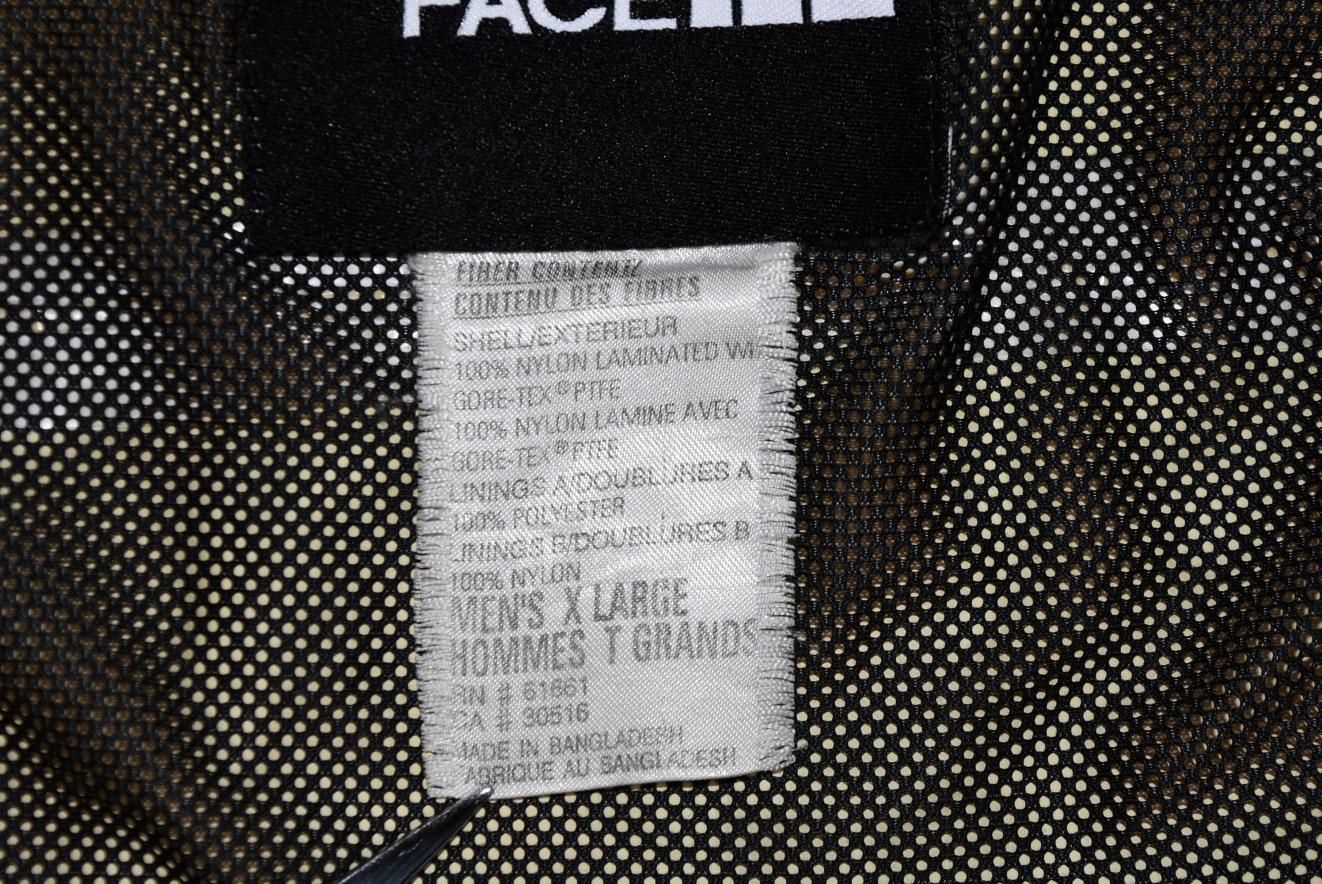 FACE
FIBER CONTENT/
CONTENU DES FIBRES
SHELL/EXTERIEUR
100% NYLON LAMINATED WI
GORE-TEX® PTFE
100% NYLON LAMINE AVEC
GORE-TEX® PTFE
LININGS A/DOUBLURES A
100% POLYESTER
LININGS B/DOUBLURES B
100% NYLON
MEN'S X LARGE
HOMMES T GRANDS
RN # 61661
CA # 30516
MADE IN BANGLADESH
FABRIQUE AU BANGLADESH